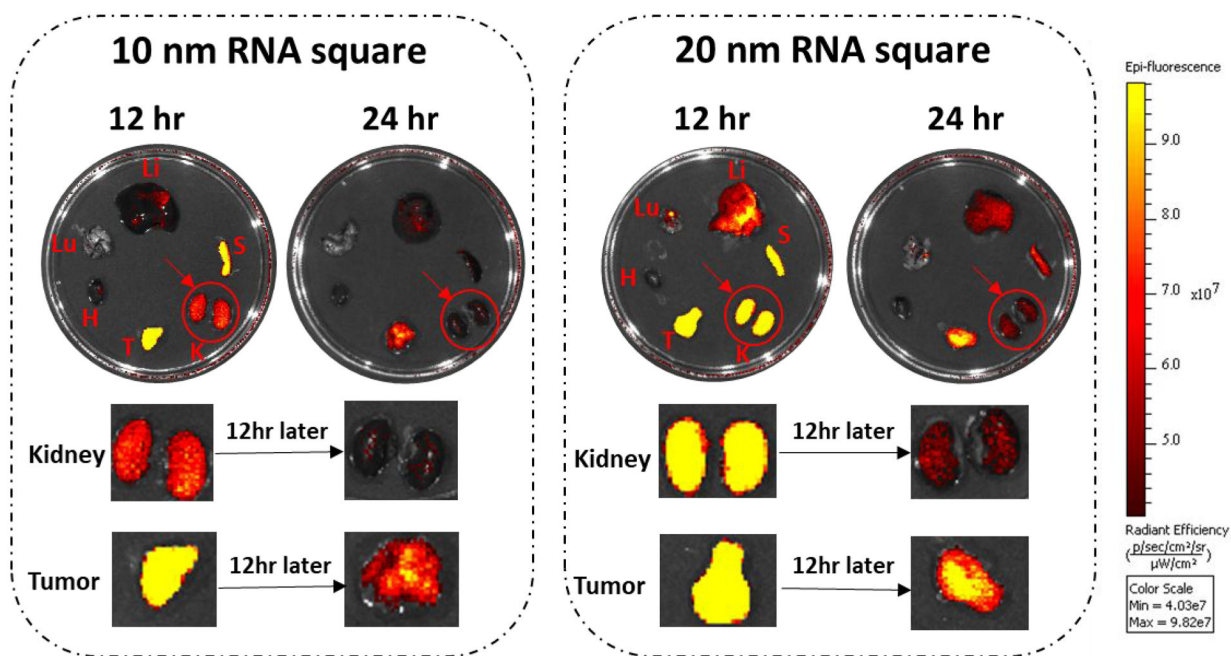 10 nm RNA square
12 hr
24 hr
Li
Lu
S
H
T
K
Kidney
12hr later
Tumor
12hr later
20 nm RNA square
12 hr
24 hr
Li
Lu
S
H
T
K
Kidney
12hr later
Tumor
12hr later
Epi-fluorescence
9.0
8.0
7.0 x10⁷
6.0
5.0
Radiant Efficiency
(p/sec/cm²/sr / µW/cm²)
Color Scale
Min = 4.03e7
Max = 9.82e7